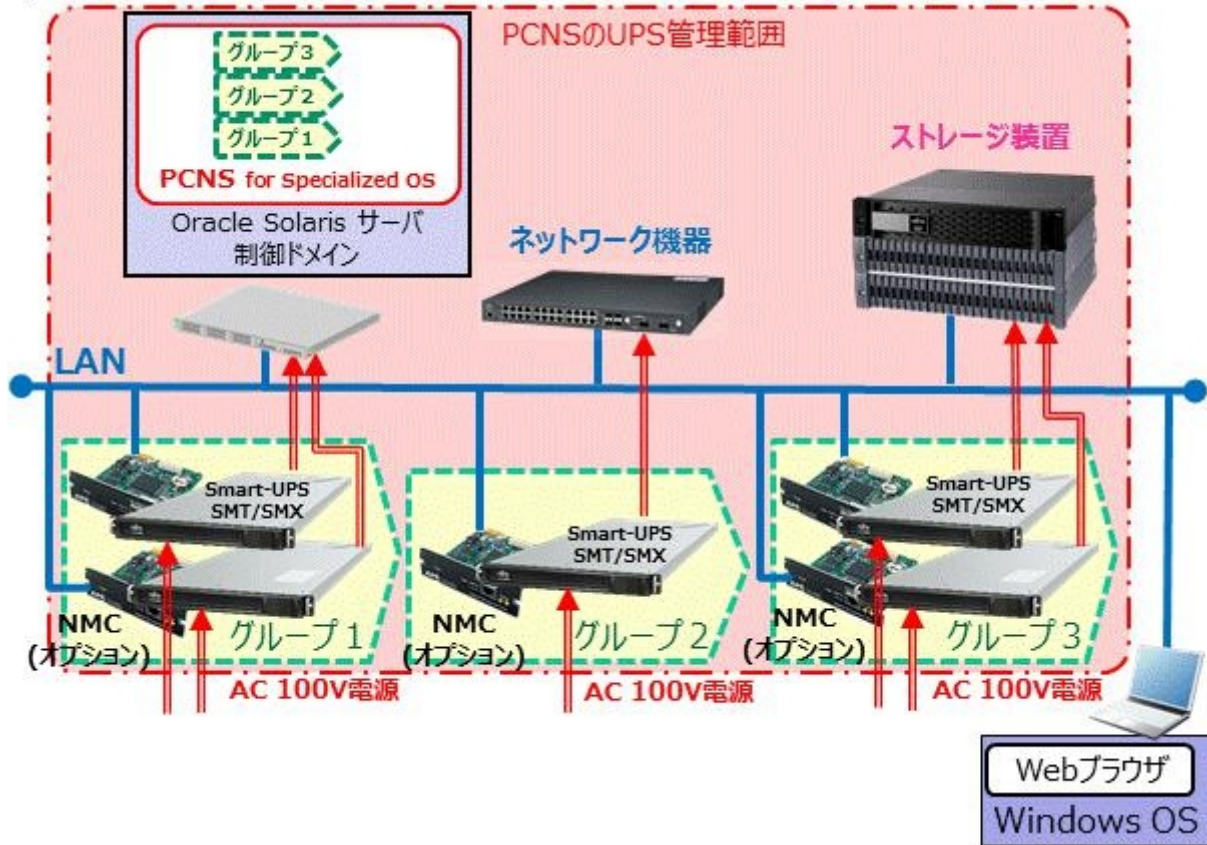 PCNSのUPS管理範囲
グループ3
グループ2
グループ1
PCNS for Specialized OS
Oracle Solaris サーバ
制御ドメイン
ネットワーク機器
ストレージ装置
LAN
Smart-UPS
SMT/SMX
NMC
(オプション)
グループ1
Smart-UPS
SMT/SMX
NMC
(オプション)
グループ2
Smart-UPS
SMT/SMX
NMC
(オプション)
グループ3
AC 100V電源
AC 100V電源
AC 100V電源
Webブラウザ
Windows OS